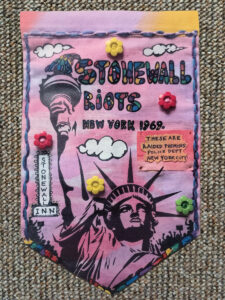 STONEWALL
RIOTS
NEW YORK 1969.
THESE ARE
RAIDED PREMISES.
POLICE DEPT.
NEW YORK CITY.
STONEWALL
INN